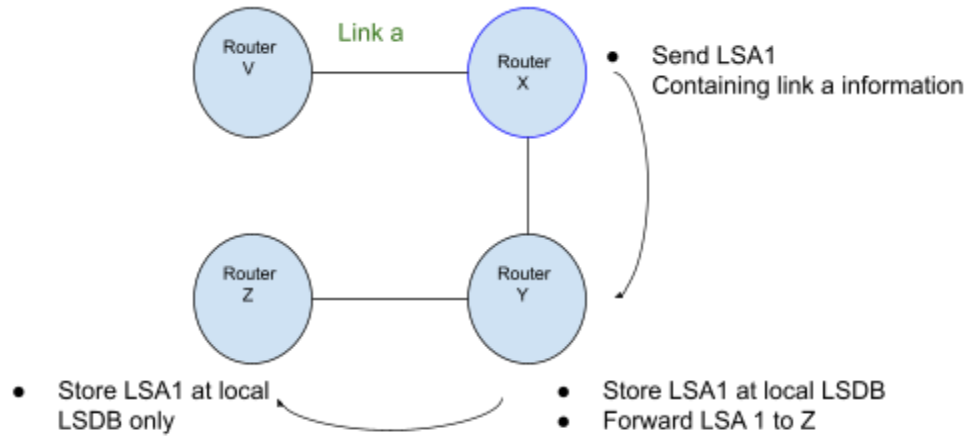 Router
V
Link a
Router
X
● Send LSA1
Containing link a information
Router
Z
Router
Y
● Store LSA1 at local
LSDB only
● Store LSA1 at local LSDB
● Forward LSA 1 to Z